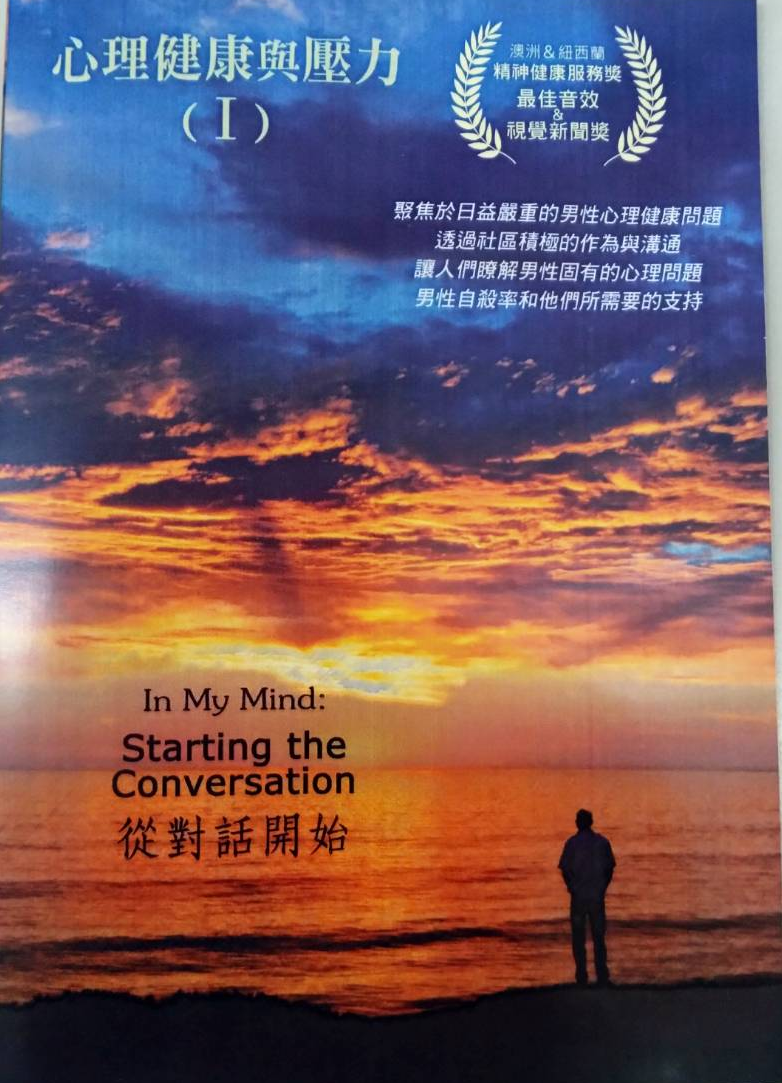 心理健康與壓力
(I)
澳洲&紐西蘭
精神健康服務獎
最佳音效
&
視覺新聞獎
聚焦於日益嚴重的男性心理健康問題
透過社區積極的作為與溝通
讓人們瞭解男性固有的心理問題
男性自殺率和他們所需要的支持
In My Mind:
Starting the
Conversation
從對話開始